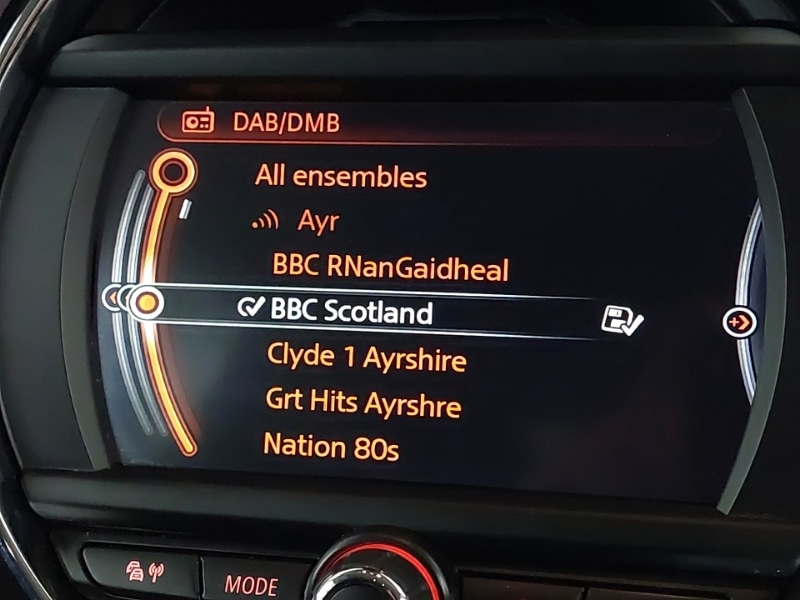 DAB/DMB
All ensembles
Ayr
BBC RNanGaidheal
BBC Scotland
Clyde 1 Ayrshire
Grt Hits Ayrshre
Nation 80s
MODE